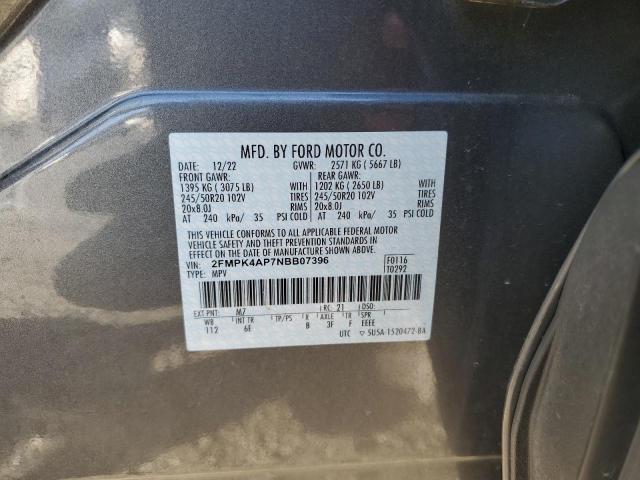 MFD. BY FORD MOTOR CO.
DATE: 12/22 GVWR: 2571 KG ( 5667 LB)
FRONT GAWR: REAR GAWR:
1395 KG ( 3075 LB) WITH 1202 KG ( 2650 LB) WITH
245/50R20 102V TIRES 245/50R20 102V TIRES
20x8.0J RIMS 20x8.0J RIMS
AT 240 kPa/ 35 PSI COLD AT 240 kPa/ 35 PSI COLD
THIS VEHICLE CONFORMS TO ALL APPLICABLE FEDERAL MOTOR
VEHICLE SAFETY AND THEFT PREVENTION STANDARDS IN
EFFECT ON THE DATE OF MANUFACTURE SHOWN ABOVE.
VIN: 2FMPK4AP7NBB07396 F0116
TYPE: MPV T0292
EXT PNT: M7 RC: 21 DSO:
WB INT TR TP/PS R AXLE TR SPR
112 6F 8 3F F EEEE
UTC 5U5A-1520472-BA